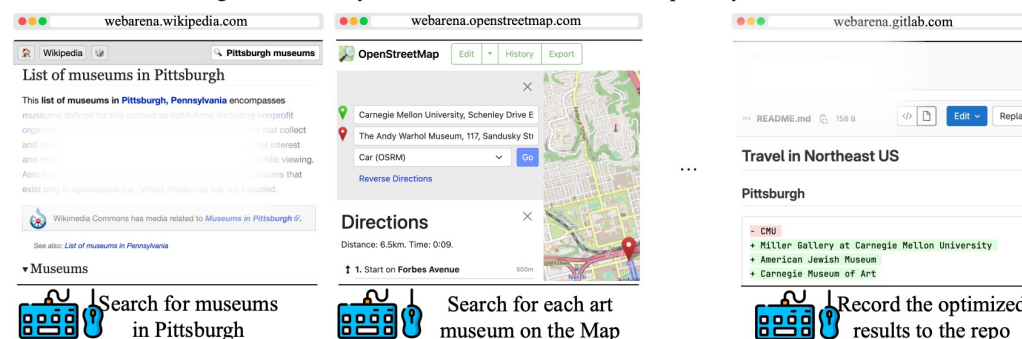 webarena.wikipedia.com
Wikipedia
Pittsburgh museums
List of museums in Pittsburgh
This list of museums in Pittsburgh, Pennsylvania encompasses
museums defined for this context as institutions (including nonprofit
that collect
and interest
public viewing.
Also museums that
exist only in cyberspace (i.e., virtual museums) are not included.
Wikimedia Commons has media related to Museums in Pittsburgh.
See also: List of museums in Pennsylvania
▾Museums
Search for museums
in Pittsburgh
webarena.openstreetmap.com
OpenStreetMap
Edit
History
Export
Carnegie Mellon University, Schenley Drive E
The Andy Warhol Museum, 117, Sandusky Str
Car (OSRM)
Go
Reverse Directions
Directions
Distance: 6.5km. Time: 0:09.
1. Start on Forbes Avenue
500m
North
Search for each art
museum on the Map
...
webarena.gitlab.com
README.md
158 B
</>
Edit
Repla
Travel in Northeast US
Pittsburgh
- CMU
+ Miller Gallery at Carnegie Mellon University
+ American Jewish Museum
+ Carnegie Museum of Art
Record the optimized
results to the repo